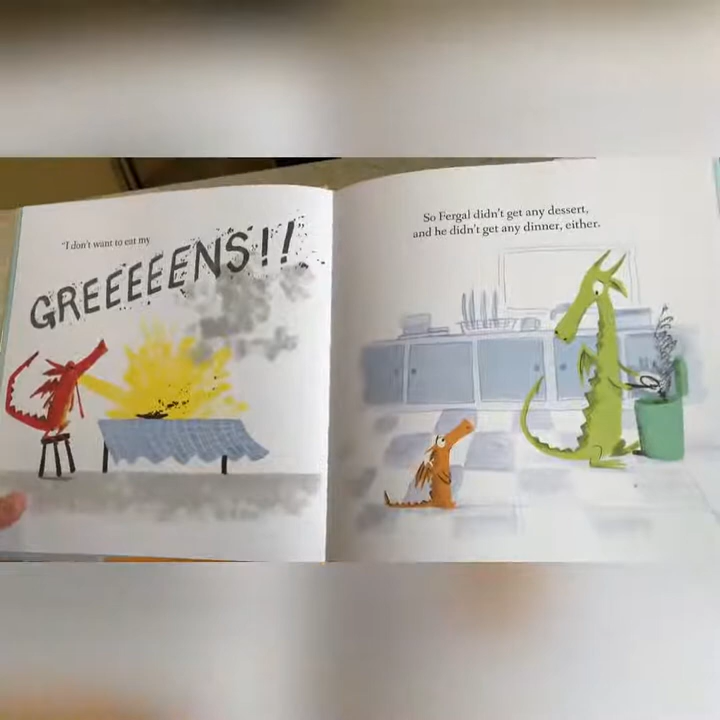 "I don't want to eat my
GREEEEENS!!
So Fergal didn't get any dessert,
and he didn't get any dinner, either.